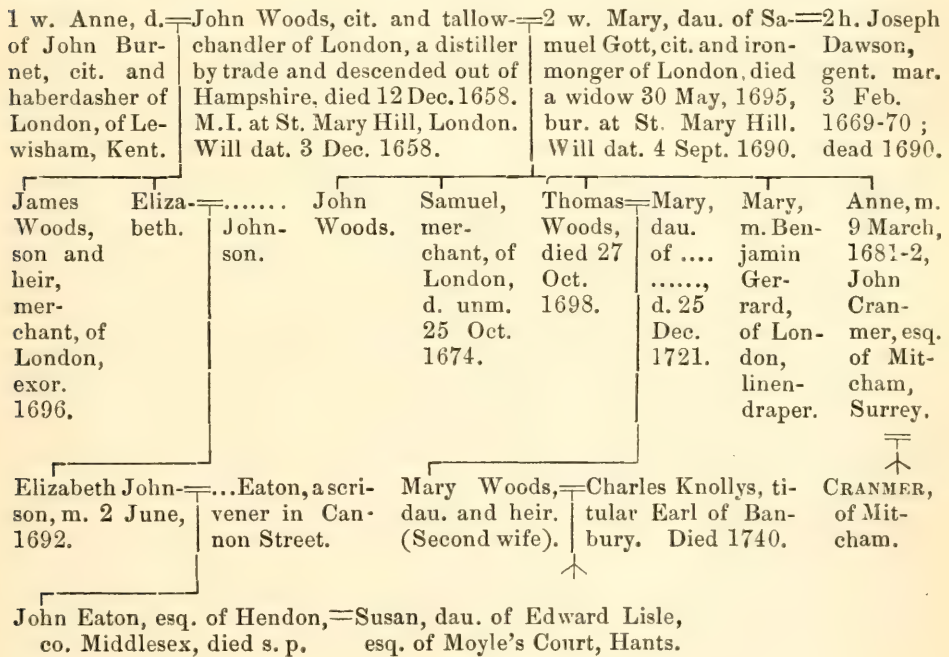 1 w. Anne, d.
of John Bur-
net, cit. and
haberdasher of
London, of Le-
wisham, Kent.
John Woods, cit. and tallow-
chandler of London, a distiller
by trade and descended out of
Hampshire, died 12 Dec. 1658.
M.I. at St. Mary Hill, London.
Will dat. 3 Dec. 1658.
2 w. Mary, dau. of Sa-
muel Gott, cit. and iron-
monger of London, died
a widow 30 May, 1695,
bur. at St. Mary Hill.
Will dat. 4 Sept. 1690.
2 h. Joseph
Dawson,
gent. mar.
3 Feb.
1669-70 ;
dead 1690.
James
Woods,
son and
heir,
mer-
chant, of
London,
exor.
1696.
Eliza-
beth.
.......
John-
son.
John
Woods.
Samuel,
mer-
chant, of
London,
d. unm.
25 Oct.
1674.
Thomas
Woods,
died 27
Oct.
1698.
Mary,
dau.
of ....
......,
d. 25
Dec.
1721.
Mary,
m. Ben-
jamin
Ger-
rard,
of Lon-
don,
linen-
draper.
Anne, m.
9 March,
1681-2,
John
Cran-
mer, esq.
of Mit-
cham,
Surrey.
Elizabeth John-
son, m. 2 June,
1692.
...Eaton, a scri-
vener in Can-
non Street.
Mary Woods,
dau. and heir.
(Second wife).
Charles Knollys, ti-
tular Earl of Ban-
bury. Died 1740.
CRANMER,
of Mit-
cham.
John Eaton, esq. of Hendon,
co. Middlesex, died s. p.
Susan, dau. of Edward Lisle,
esq. of Moyle's Court, Hants.